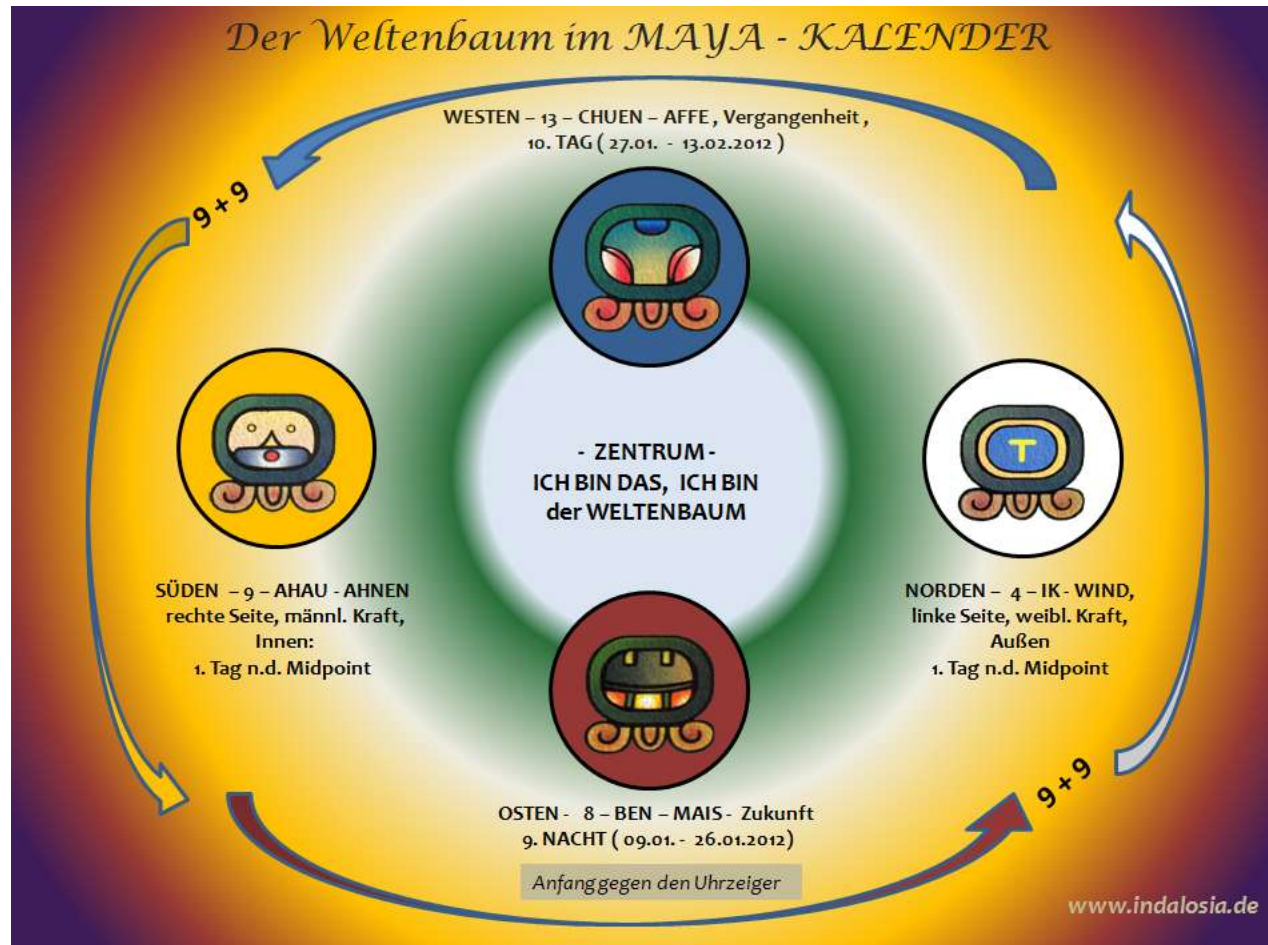 Der Weltenbaum im MAYA - KALENDER
WESTEN – 13 – CHUEN – AFFE , Vergangenheit ,
10. TAG ( 27.01. - 13.02.2012 )
9 + 9
- ZENTRUM -
ICH BIN DAS, ICH BIN
der WELTENBAUM
T
SÜDEN – 9 – AHAU - AHNEN
rechte Seite, männl. Kraft,
Innen:
1. Tag n.d. Midpoint
NORDEN – 4 – IK - WIND,
linke Seite, weibl. Kraft,
Außen
1. Tag n.d. Midpoint
9 + 9
OSTEN - 8 – BEN – MAIS - Zukunft
9. NACHT ( 09.01. - 26.01.2012)
Anfang gegen den Uhrzeiger
www.indalosia.de